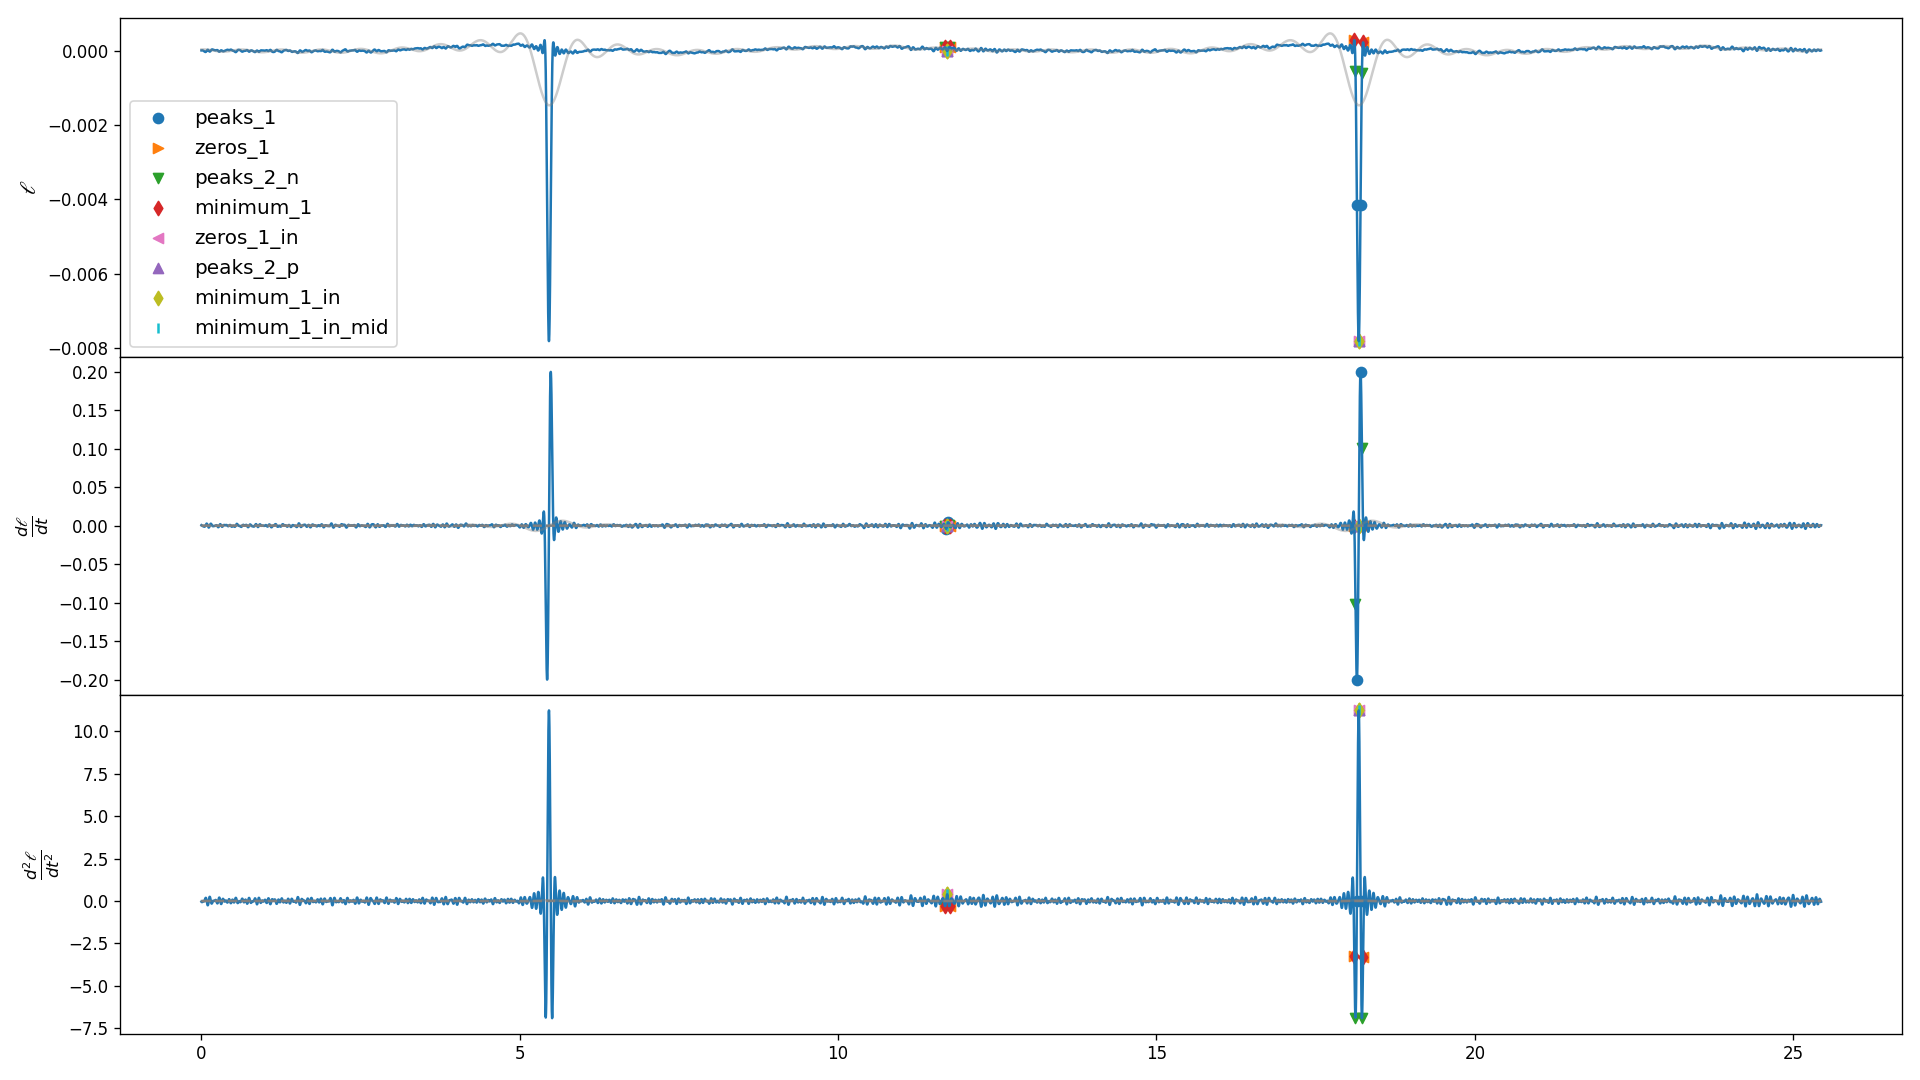 0.000
−0.002
−0.004
−0.006
−0.008
ℓ
peaks_1
zeros_1
peaks_2_n
minimum_1
zeros_1_in
peaks_2_p
minimum_1_in
minimum_1_in_mid
0.20
0.15
0.10
0.05
0.00
−0.05
−0.10
−0.15
−0.20
dℓ
dt
10.0
7.5
5.0
2.5
0.0
−2.5
−5.0
−7.5
d²ℓ
dt²
0 5 10 15 20 25